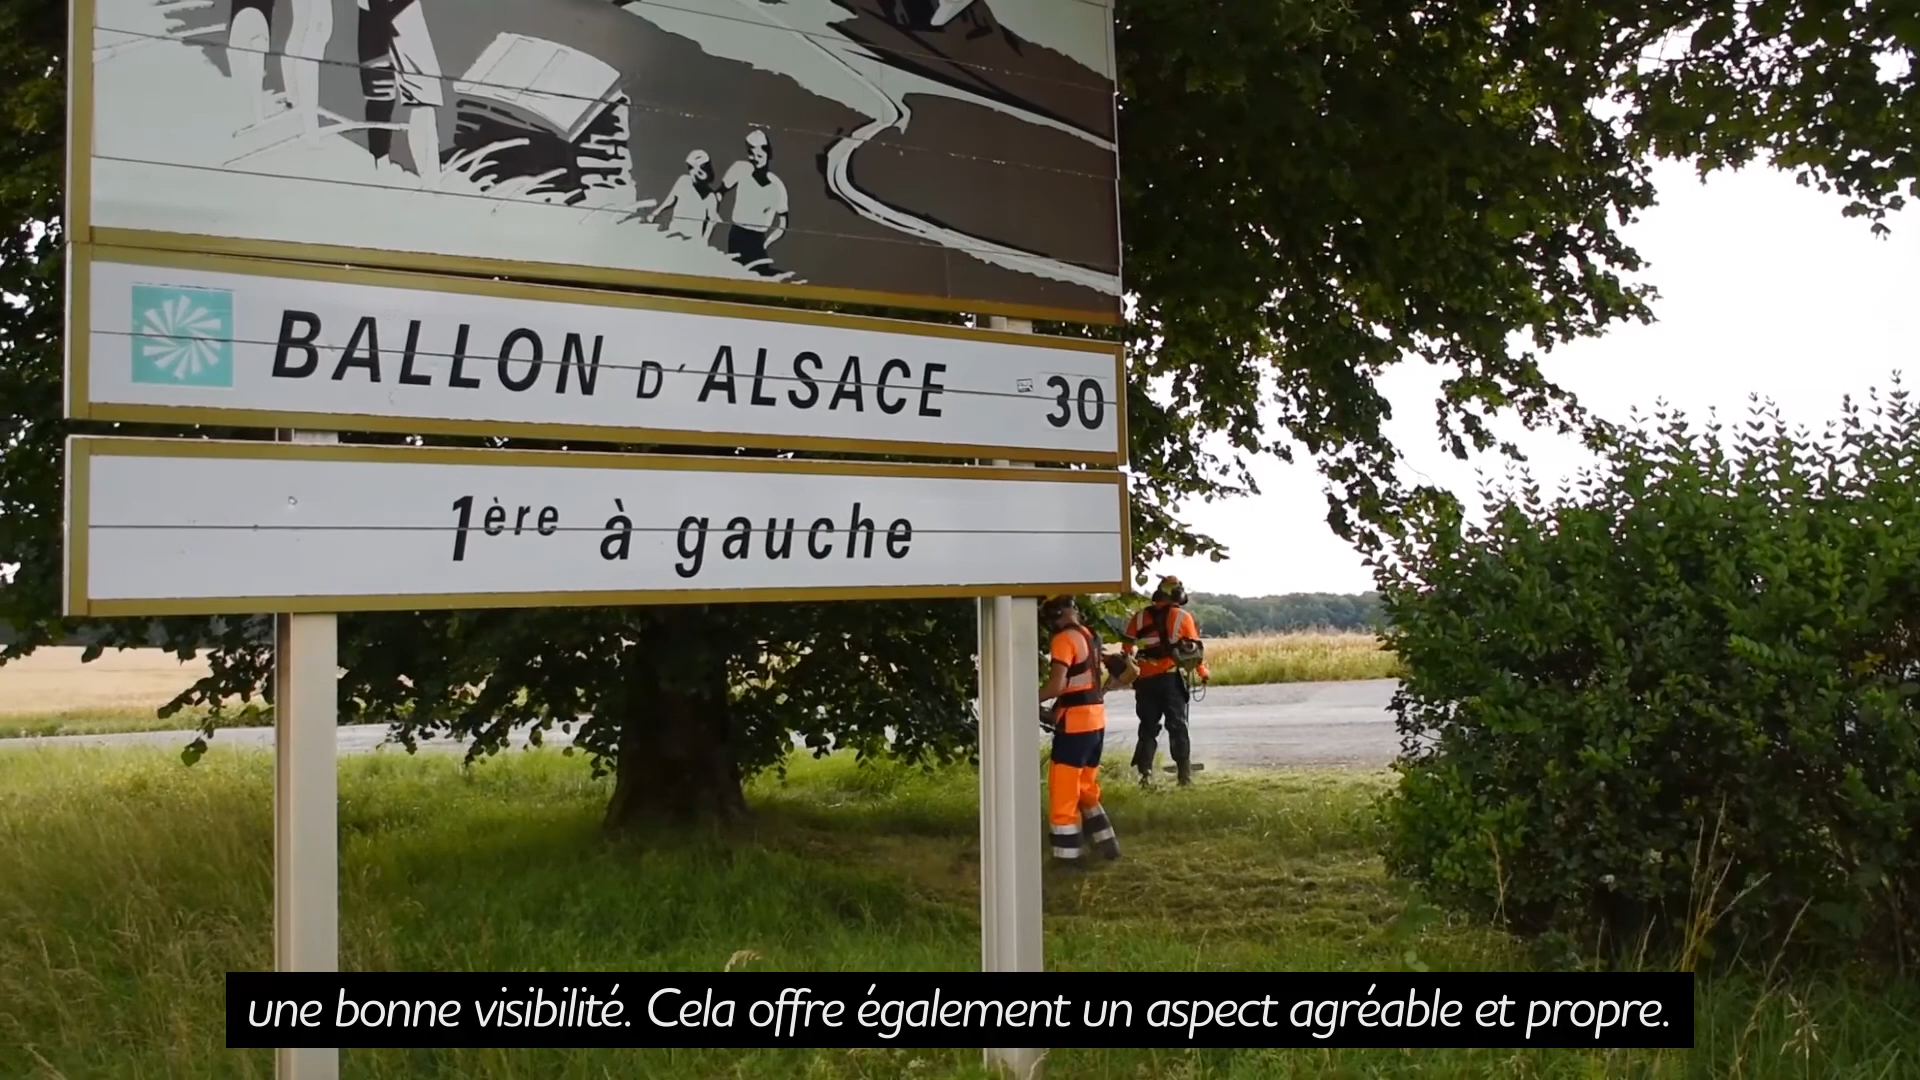 BALLON D'ALSACE 30
1ère à gauche
une bonne visibilité. Cela offre également un aspect agréable et propre.